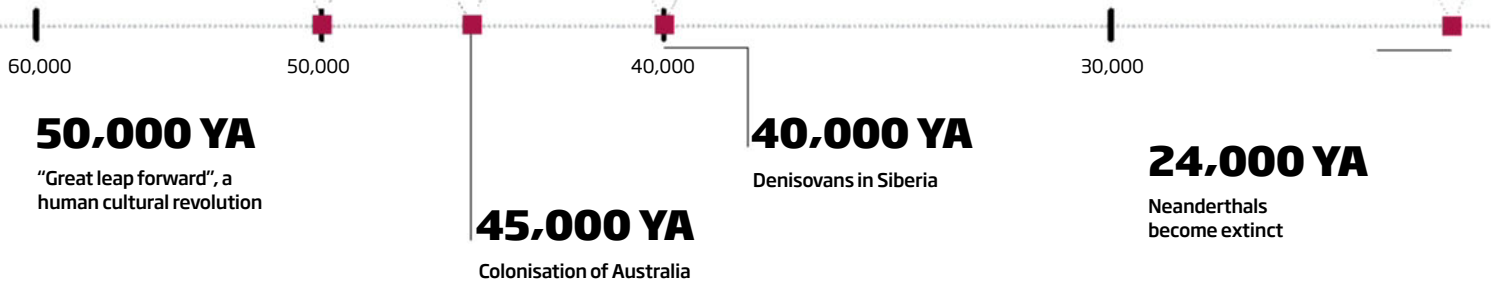 60,000
50,000
40,000
30,000
50,000 YA
“Great leap forward”, a
human cultural revolution
45,000 YA
Colonisation of Australia
40,000 YA
Denisovans in Siberia
24,000 YA
Neanderthals
become extinct